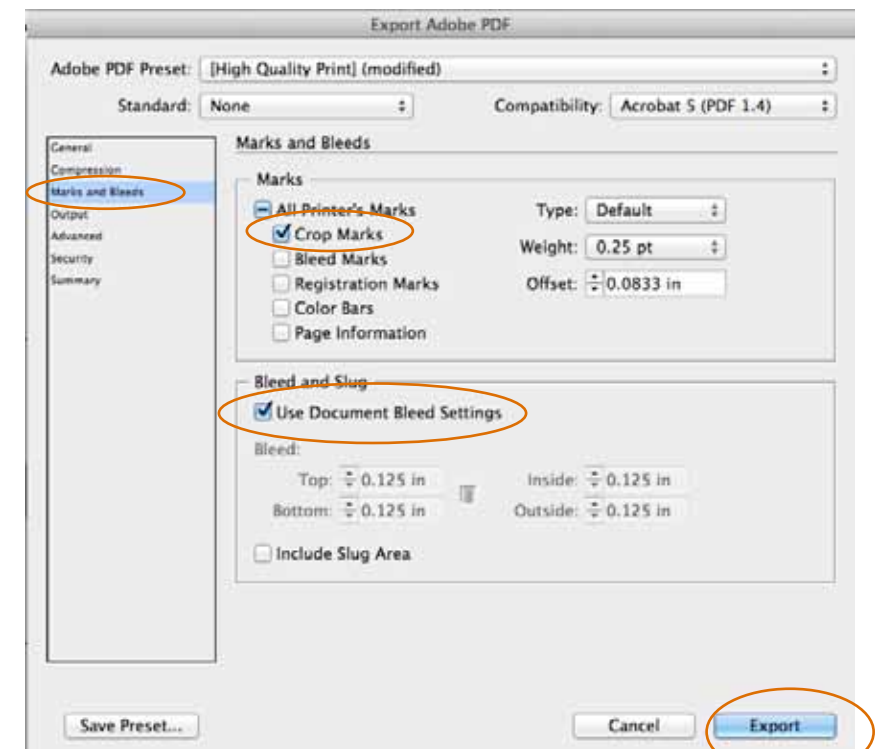 Export Adobe PDF
Adobe PDF Preset: [High Quality Print] (modified)
Standard: None Compatibility: Acrobat 5 (PDF 1.4)
General
Compression
Marks and Bleeds
Output
Advanced
Security
Summary
Marks and Bleeds
Marks
All Printer's Marks
Crop Marks
Bleed Marks
Registration Marks
Color Bars
Page Information
Type: Default
Weight: 0.25 pt
Offset: 0.0833 in
Bleed and Slug
Use Document Bleed Settings
Bleed:
Top: 0.125 in Inside: 0.125 in
Bottom: 0.125 in Outside: 0.125 in
Include Slug Area
Save Preset... Cancel Export